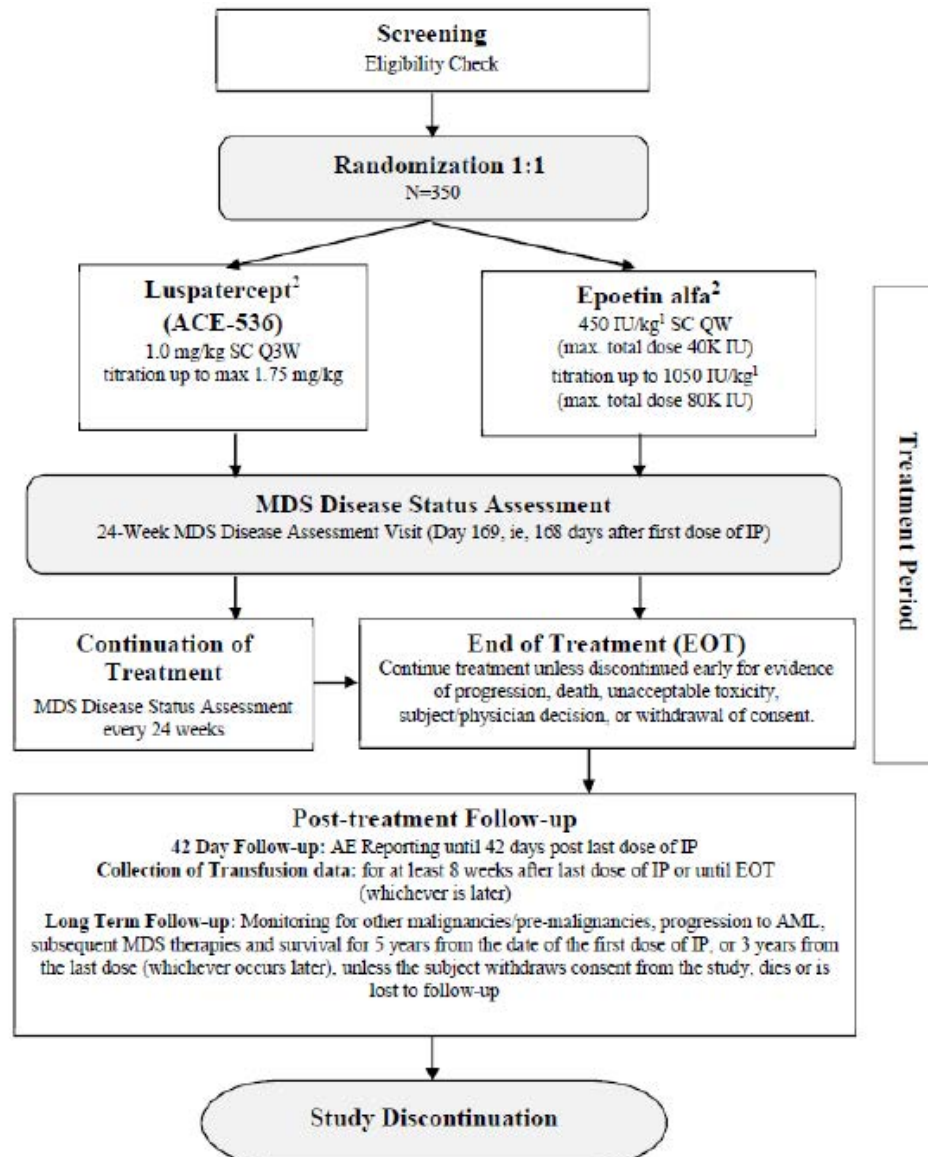 Screening
Eligibility Check
Randomization 1:1
N=350
Luspatercept²
(ACE-536)
1.0 mg/kg SC Q3W
titration up to max 1.75 mg/kg
Epoetin alfa²
450 IU/kg¹ SC QW
(max. total dose 40K IU)
titration up to 1050 IU/kg¹
(max. total dose 80K IU)
Treatment Period
MDS Disease Status Assessment
24-Week MDS Disease Assessment Visit (Day 169, ie, 168 days after first dose of IP)
Continuation of
Treatment
MDS Disease Status Assessment
every 24 weeks
End of Treatment (EOT)
Continue treatment unless discontinued early for evidence
of progression, death, unacceptable toxicity,
subject/physician decision, or withdrawal of consent.
Post-treatment Follow-up
42 Day Follow-up: AE Reporting until 42 days post last dose of IP
Collection of Transfusion data: for at least 8 weeks after last dose of IP or until EOT
(whichever is later)
Long Term Follow-up: Monitoring for other malignancies/pre-malignancies, progression to AML,
subsequent MDS therapies and survival for 5 years from the date of the first dose of IP, or 3 years from
the last dose (whichever occurs later), unless the subject withdraws consent from the study, dies or is
lost to follow-up
Study Discontinuation